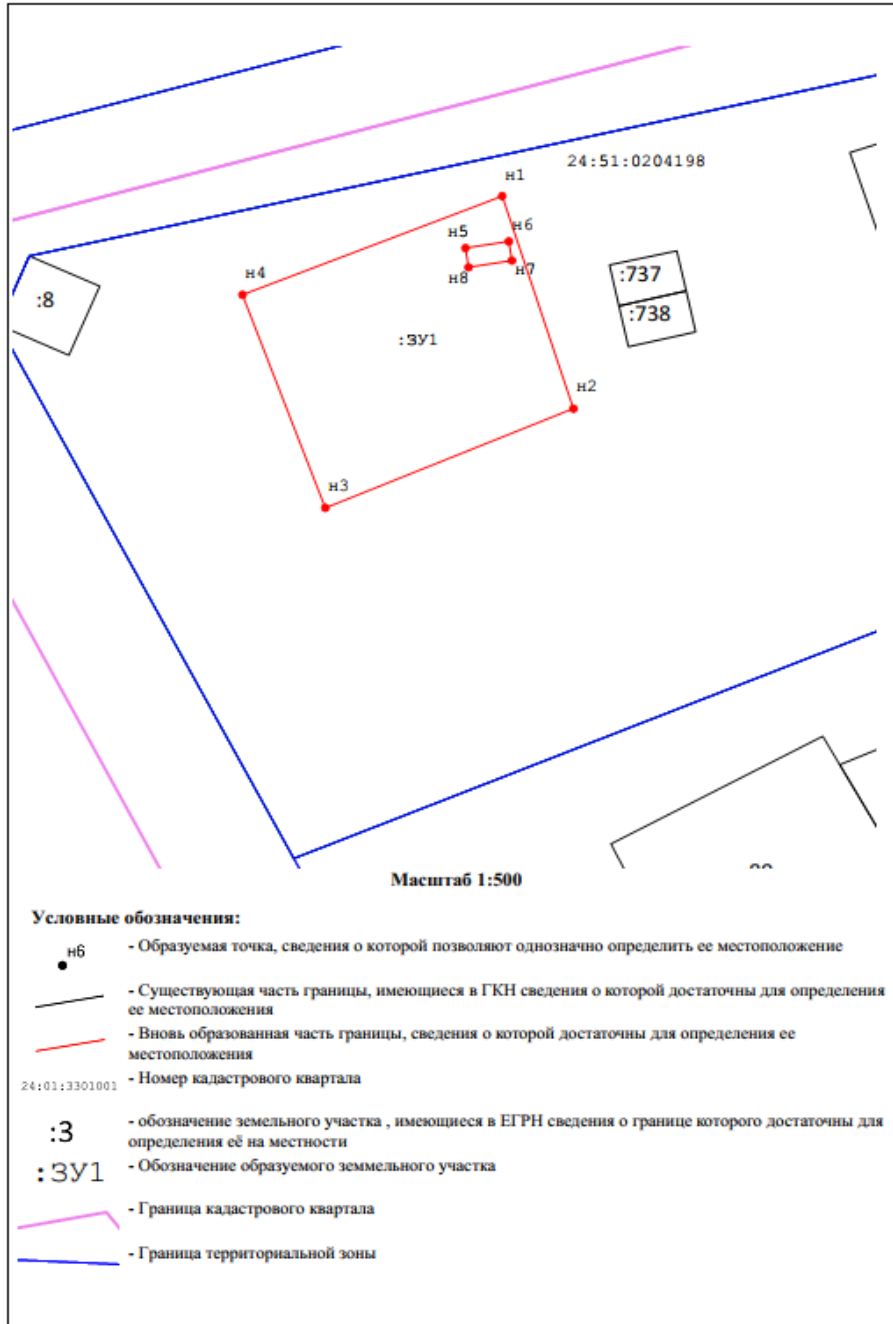 24:51:0204198
н1
н5
н6
н8
н7
н4
:737
:738
:8
:ЗУ1
н2
н3
Масштаб 1:500
Условные обозначения:
н6
- Образуемая точка, сведения о которой позволяют однозначно определить ее местоположение
- Существующая часть границы, имеющиеся в ГКН сведения о которой достаточны для определения
ее местоположения
- Вновь образованная часть границы, сведения о которой достаточны для определения ее
местоположения
24:01:3301001
- Номер кадастрового квартала
:3
- обозначение земельного участка , имеющиеся в ЕГРН сведения о границе которого достаточны для
определения её на местности
:ЗУ1
- Обозначение образуемого земмельного участка
- Граница кадастрового квартала
- Граница территориальной зоны